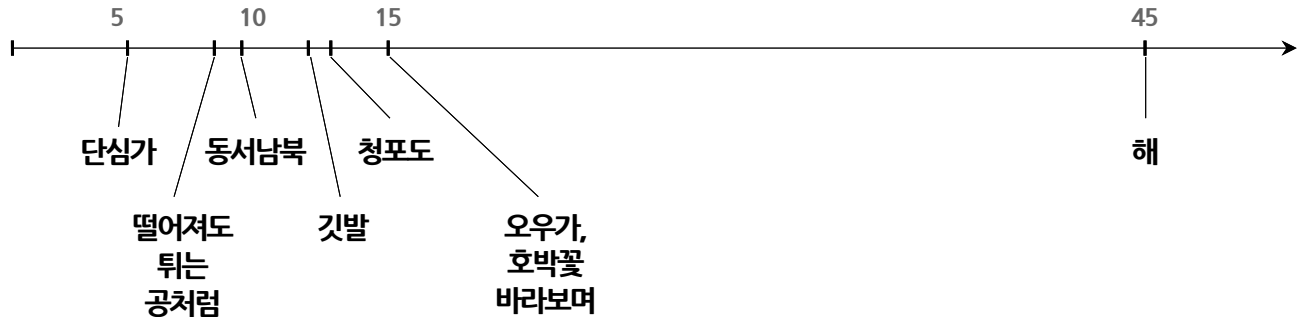 5
10
15
45
단심가
동서남북
청포도
해
떨어져도
튀는
공처럼
깃발
오우가,
호박꽃
바라보며